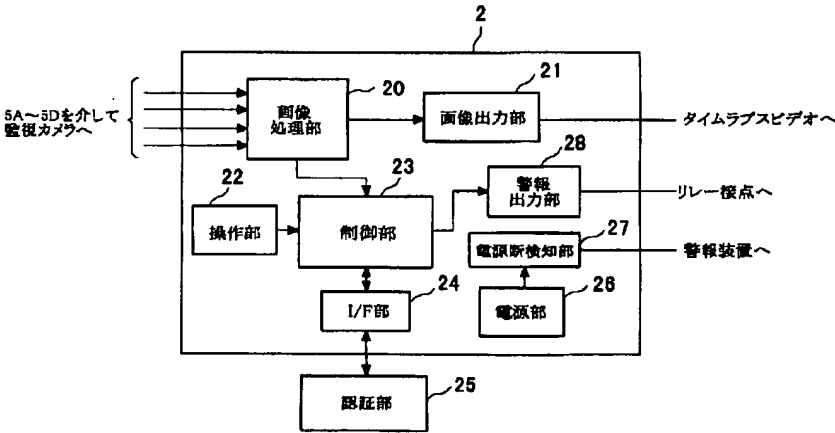 2
5A～5Dを介して
監視カメラへ
画像
処理部
20
21
画像出力部
タイムラプスビデオへ
28
警報
出力部
リレー接点へ
22
操作部
23
制御部
27
電源断検知部
警報装置へ
24
I/F部
26
電源部
25
認証部